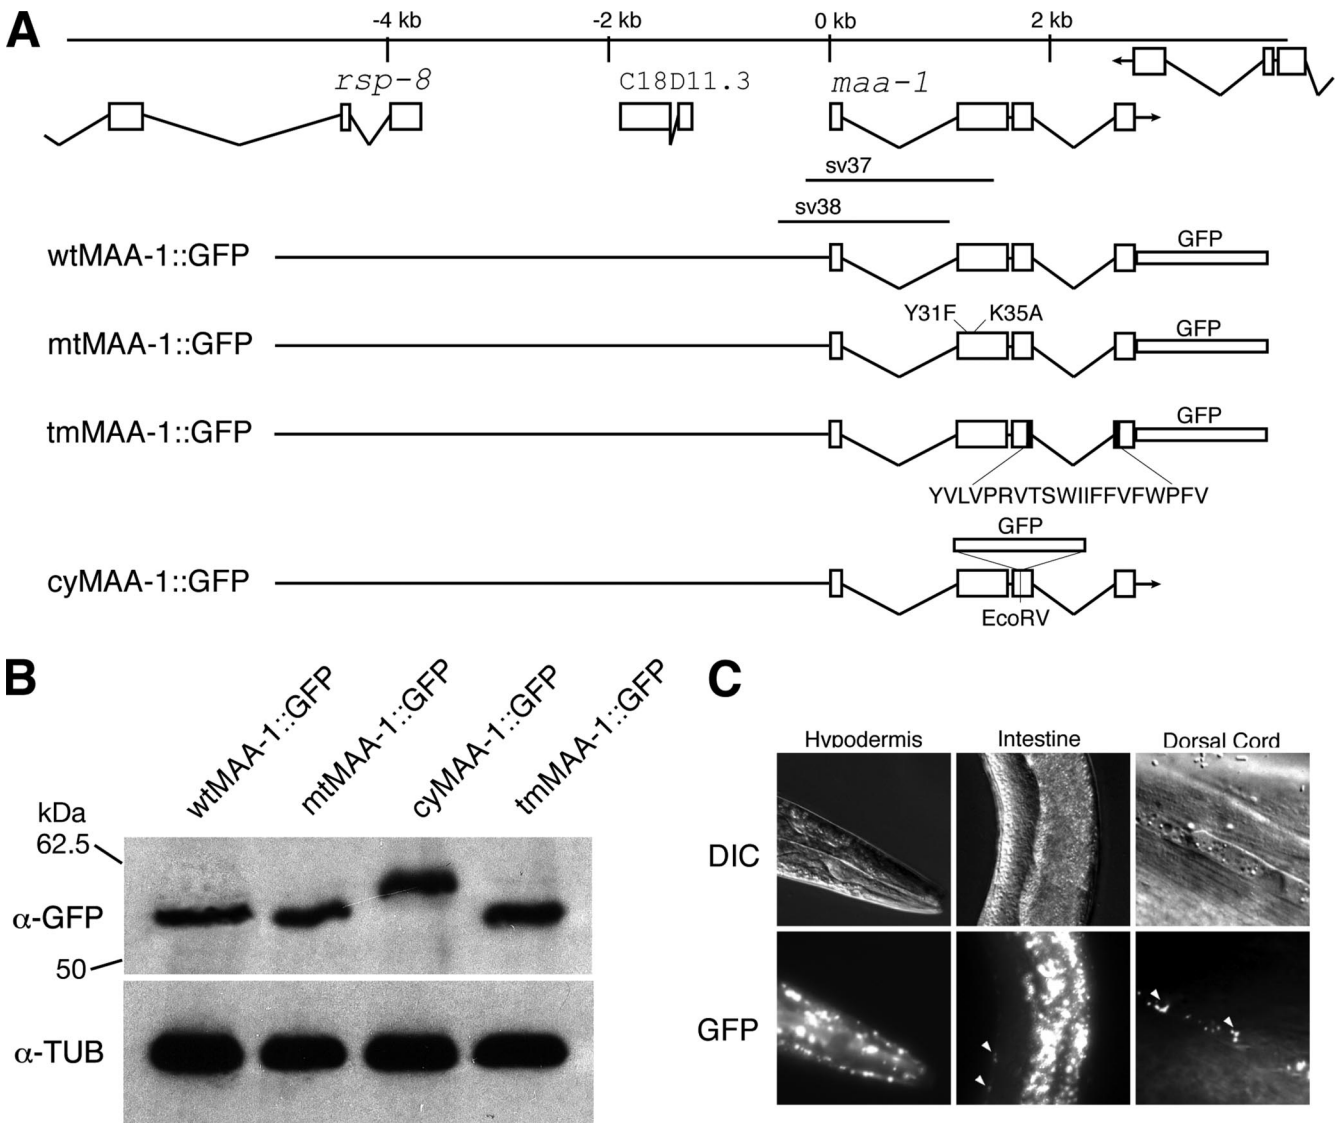 A
-4 kb -2 kb 0 kb 2 kb
rsp-8 C18D11.3 maa-1
sv37
sv38
wtMAA-1::GFP GFP
Y31F K35A
mtMAA-1::GFP GFP
tmMAA-1::GFP GFP
YVLVPRVTSWIIFFVFWPFV
GFP
cyMAA-1::GFP
EcoRV
B
wtMAA-1::GFP mtMAA-1::GFP cyMAA-1::GFP tmMAA-1::GFP
kDa
62.5
α-GFP
50
α-TUB
C
Hypodermis Intestine Dorsal Cord
DIC
GFP